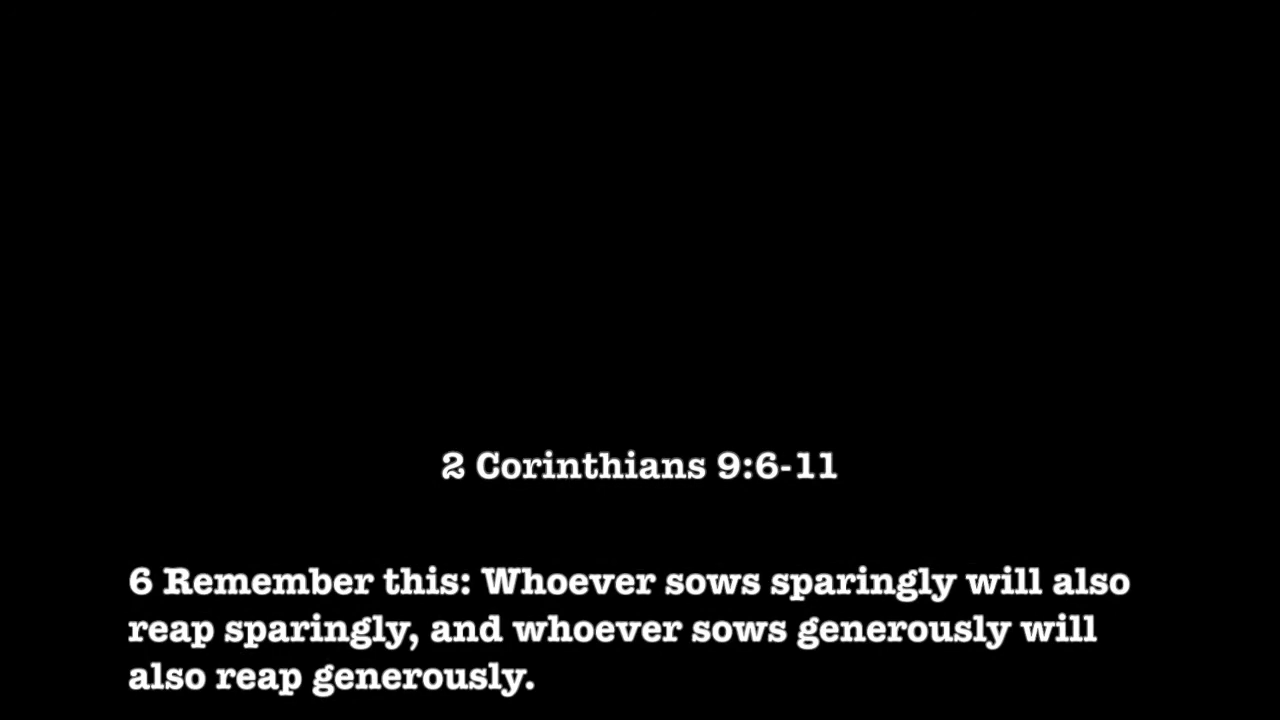 2 Corinthians 9:6-11
6 Remember this: Whoever sows sparingly will also
reap sparingly, and whoever sows generously will
also reap generously.